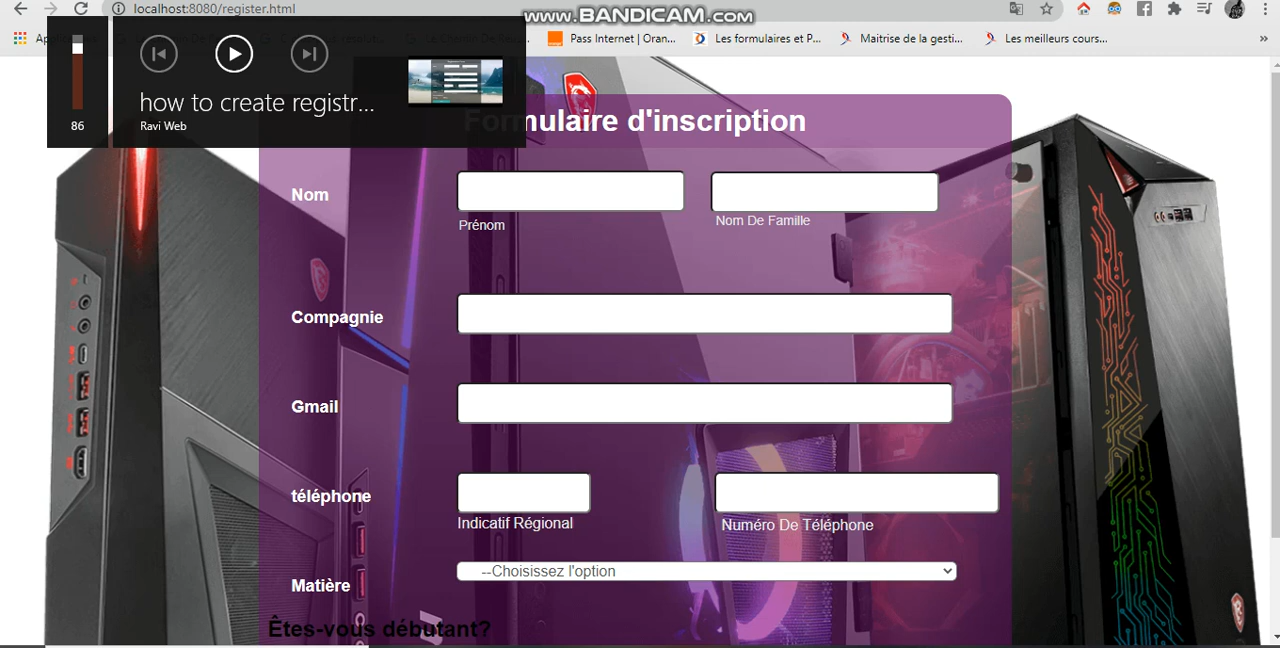 localhost:8080/register.html
www.BANDICAM.com
Pass Internet | Oran...
Les formulaires et P...
Maitrise de la gesti...
Les meilleurs cours...
»
how to create registr...
86
Ravi Web
Formulaire d'inscription
Nom
Prénom
Nom De Famille
Compagnie
Gmail
téléphone
Indicatif Régional
Numéro De Téléphone
Matière
--Choisissez l'option
Êtes-vous débutant?